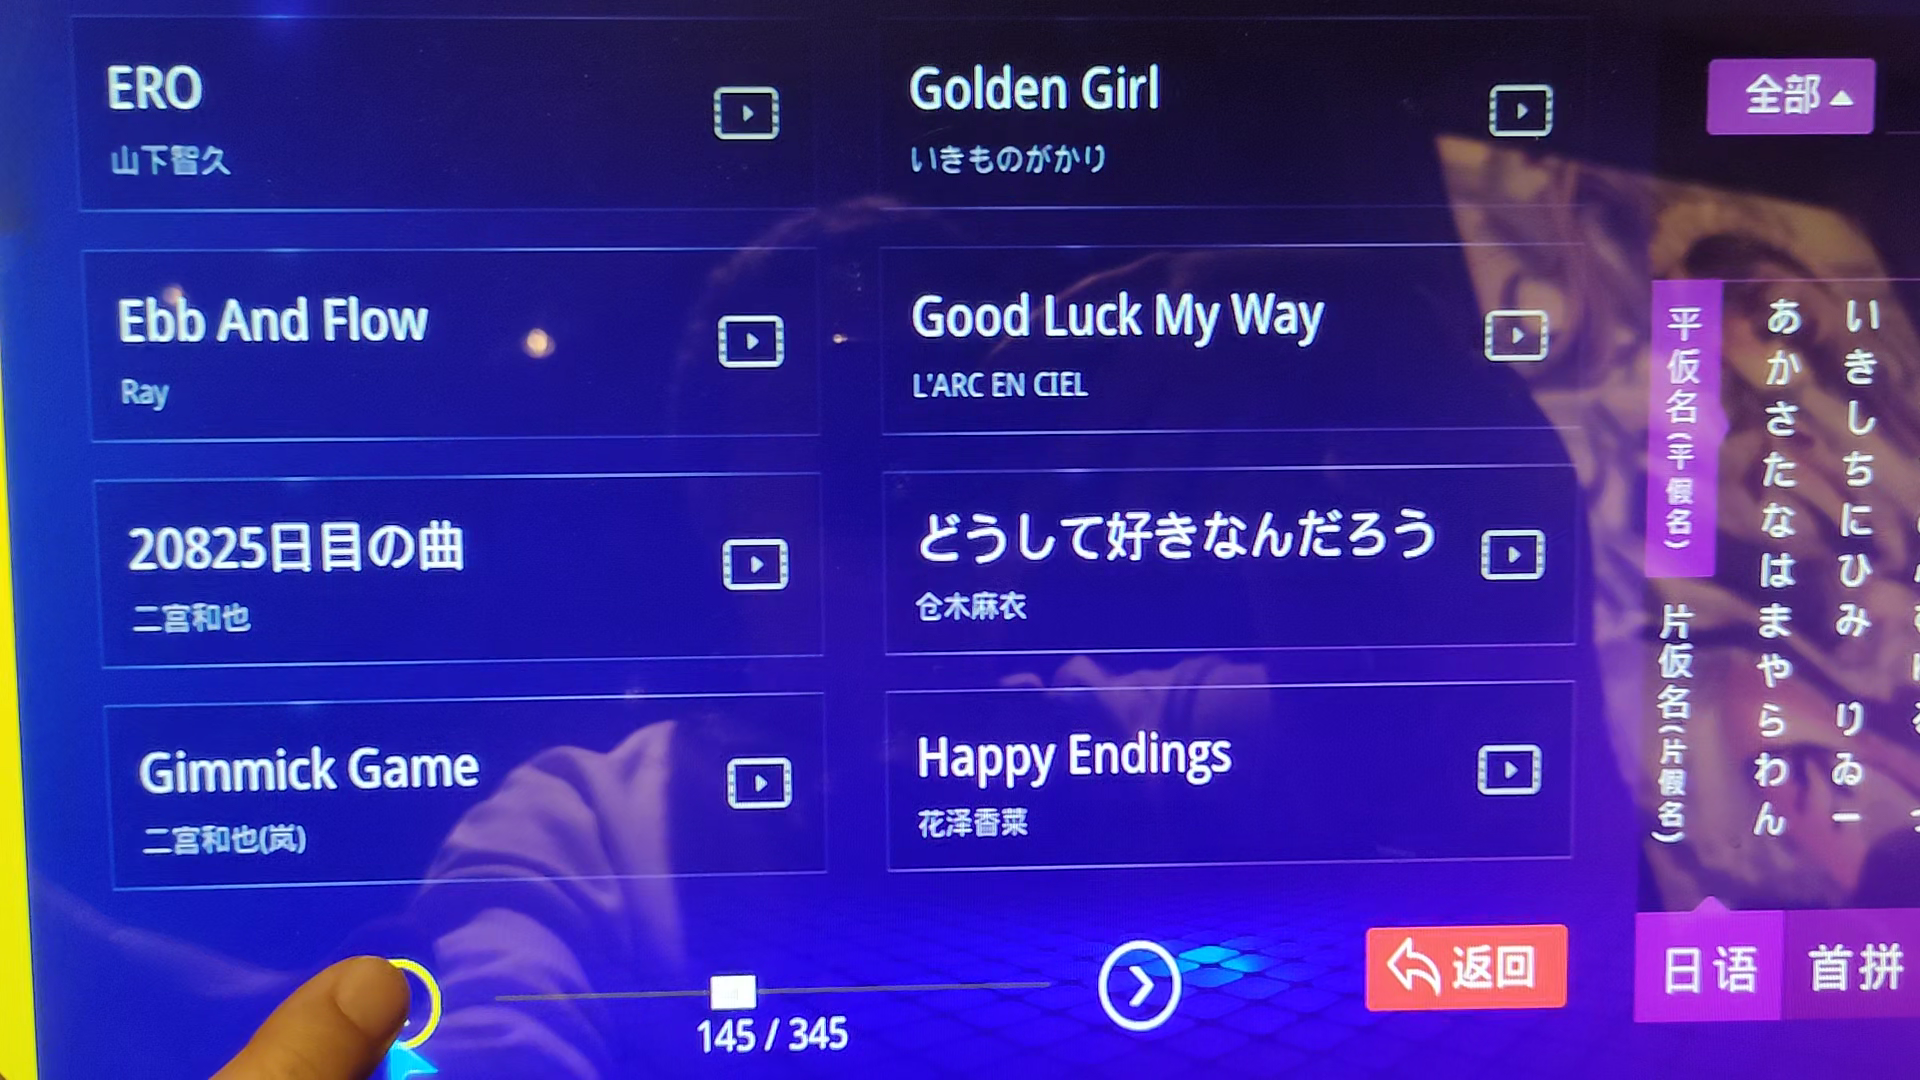 ERO
山下智久
Golden Girl
いきものがかり
Ebb And Flow
Ray
Good Luck My Way
L'ARC EN CIEL
20825日目の曲
二宫和也
どうして好きなんだろう
仓木麻衣
Gimmick Game
二宫和也(岚)
Happy Endings
花泽香菜
145 / 345
返回
全部
平仮名(平假名)
片仮名(片假名)
あかさたなはまやらわん
いきしちにひみ りゐー
日语
首拼